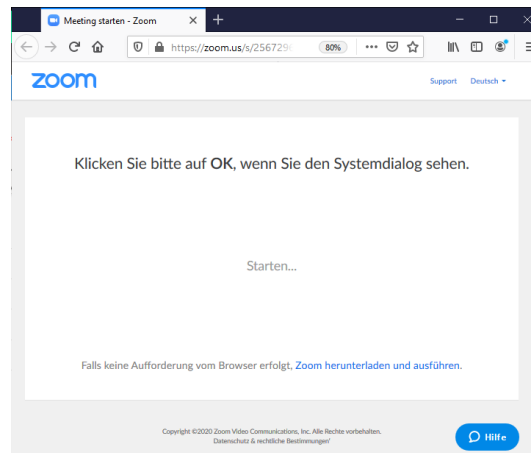 Meeting starten - Zoom
https://zoom.us/s/256729
80%
zoom
Support Deutsch
Klicken Sie bitte auf OK, wenn Sie den Systemdialog sehen.
Starten...
Falls keine Aufforderung vom Browser erfolgt, Zoom herunterladen und ausführen.
Copyright ©2020 Zoom Video Communications, Inc. Alle Rechte vorbehalten.
Datenschutz & rechtliche Bestimmungen'
Hilfe